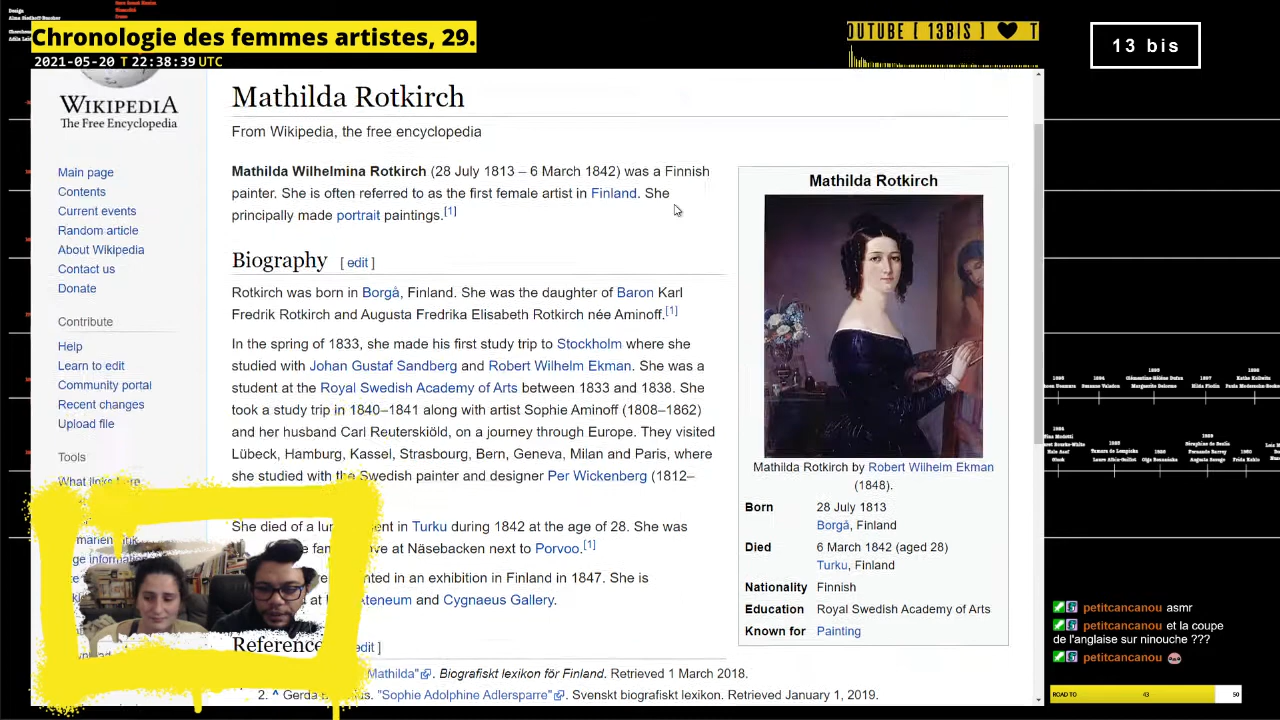 Design
Chronologie des femmes artistes, 29.
2021-05-20 T 22:38:39 UTC
OUTUBE [ 13BIS ] T
13 bis
WIKIPEDIA
The Free Encyclopedia
Main page
Contents
Current events
Random article
About Wikipedia
Contact us
Donate
Contribute
Help
Learn to edit
Community portal
Recent changes
Upload file
Tools
What links here
Mathilda Rotkirch
From Wikipedia, the free encyclopedia
Mathilda Wilhelmina Rotkirch (28 July 1813 – 6 March 1842) was a Finnish
painter. She is often referred to as the first female artist in Finland. She
principally made portrait paintings.[1]
Biography [ edit ]
Rotkirch was born in Borgå, Finland. She was the daughter of Baron Karl
Fredrik Rotkirch and Augusta Fredrika Elisabeth Rotkirch née Aminoff.[1]
In the spring of 1833, she made his first study trip to Stockholm where she
studied with Johan Gustaf Sandberg and Robert Wilhelm Ekman. She was a
student at the Royal Swedish Academy of Arts between 1833 and 1838. She
took a study trip in 1840–1841 along with artist Sophie Aminoff (1808–1862)
and her husband Carl Reuterskiöld, on a journey through Europe. They visited
Lübeck, Hamburg, Kassel, Strasbourg, Bern, Geneva, Milan and Paris, where
she studied with the Swedish painter and designer Per Wickenberg (1812–
She died of a lun ent in Turku during 1842 at the age of 28. She was
at Näsebacken next to Porvoo.[1]
in an exhibition in Finland in 1847. She is
Ateneum and Cygnaeus Gallery.
Reference edit ]
Mathilda" Biografiskt lexikon för Finland. Retrieved 1 March 2018.
2. ^ Gerda "Sophie Adolphine Adlersparre" Svenskt biografiskt lexikon. Retrieved January 1, 2019.
Mathilda Rotkirch
Mathilda Rotkirch by Robert Wilhelm Ekman
(1848).
Born 28 July 1813
Borgå, Finland
Died 6 March 1842 (aged 28)
Turku, Finland
Nationality Finnish
Education Royal Swedish Academy of Arts
Known for Painting
petitcancanou asmr
petitcancanou et la coupe
de l'anglaise sur ninouche ???
petitcancanou
ROAD TO 43 50